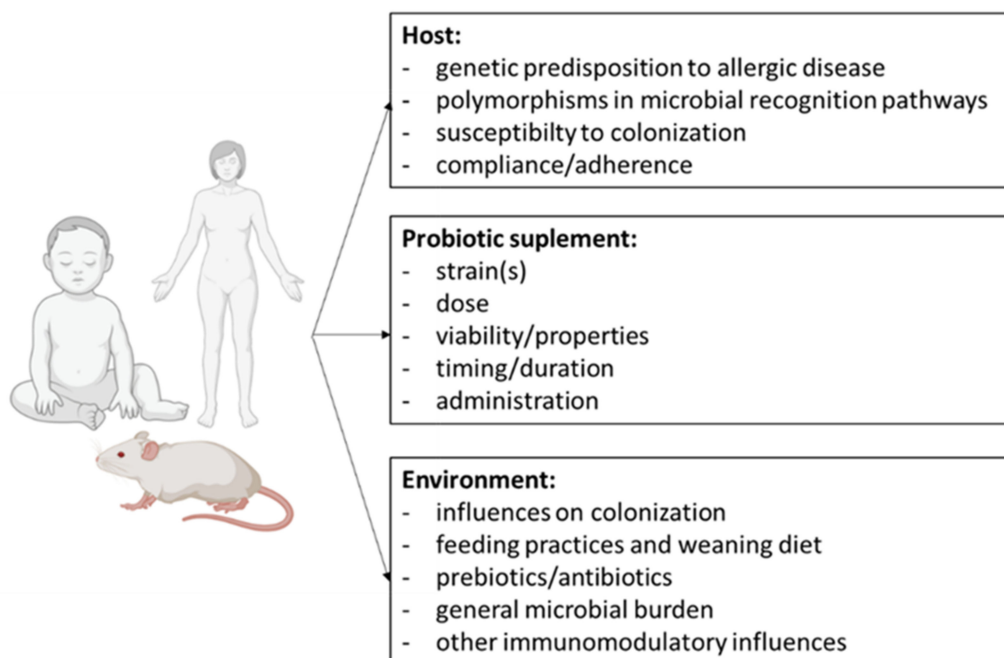 Host:
- genetic predisposition to allergic disease
- polymorphisms in microbial recognition pathways
- susceptibilty to colonization
- compliance/adherence
Probiotic suplement:
- strain(s)
- dose
- viability/properties
- timing/duration
- administration
Environment:
- influences on colonization
- feeding practices and weaning diet
- prebiotics/antibiotics
- general microbial burden
- other immunomodulatory influences